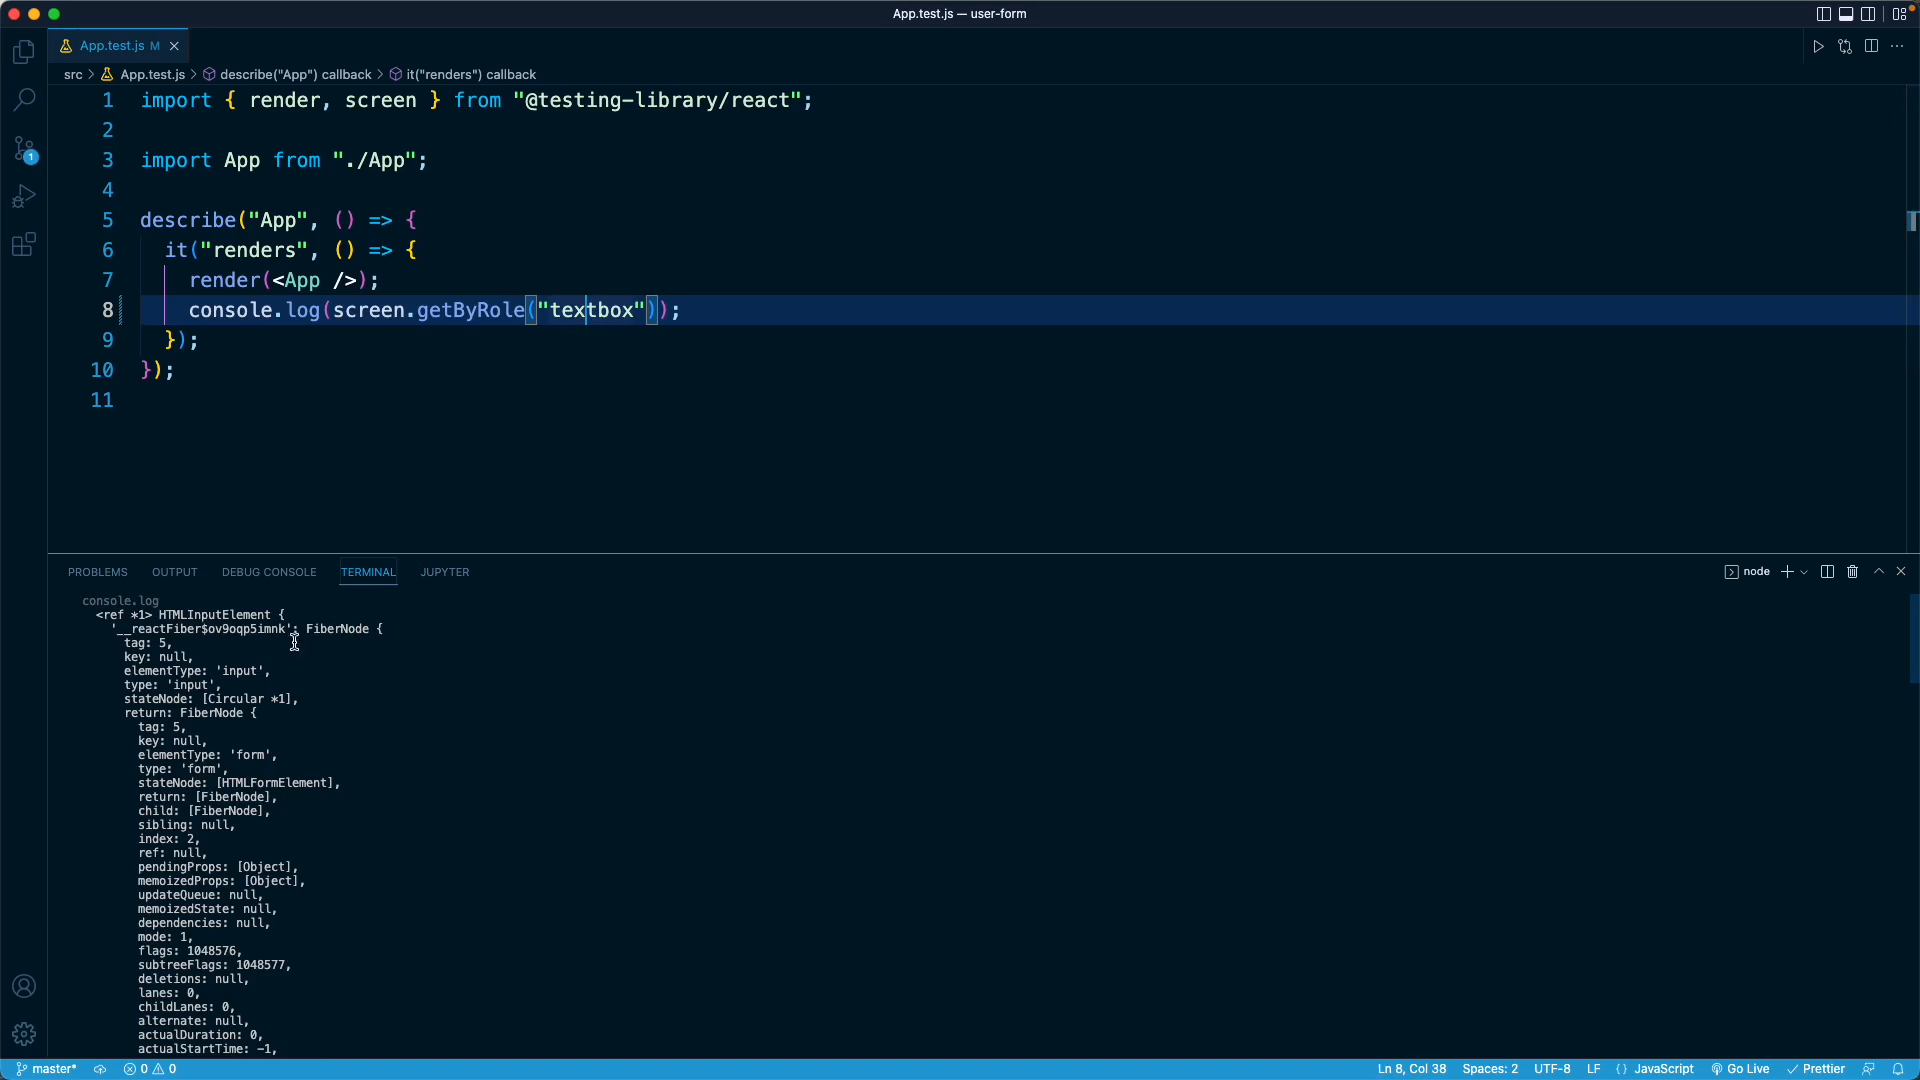 App.test.js — user-form
App.test.js M
src > App.test.js > describe("App") callback > it("renders") callback
1 import { render, screen } from "@testing-library/react";
2
3 import App from "./App";
4
5 describe("App", () => {
6 it("renders", () => {
7 render(<App />);
8 console.log(screen.getByRole("textbox"));
9 });
10 });
11
1
PROBLEMS OUTPUT DEBUG CONSOLE TERMINAL JUPYTER node
console.log
<ref *1> HTMLInputElement {
'__reactFiber$ov9oqp5imnk': FiberNode {
tag: 5,
key: null,
elementType: 'input',
type: 'input',
stateNode: [Circular *1],
return: FiberNode {
tag: 5,
key: null,
elementType: 'form',
type: 'form',
stateNode: [HTMLFormElement],
return: [FiberNode],
child: [FiberNode],
sibling: null,
index: 2,
ref: null,
pendingProps: [Object],
memoizedProps: [Object],
updateQueue: null,
memoizedState: null,
dependencies: null,
mode: 1,
flags: 1048576,
subtreeFlags: 1048577,
deletions: null,
lanes: 0,
childLanes: 0,
alternate: null,
actualDuration: 0,
actualStartTime: -1,
master* 0 0 Ln 8, Col 38 Spaces: 2 UTF-8 LF {} JavaScript Go Live Prettier